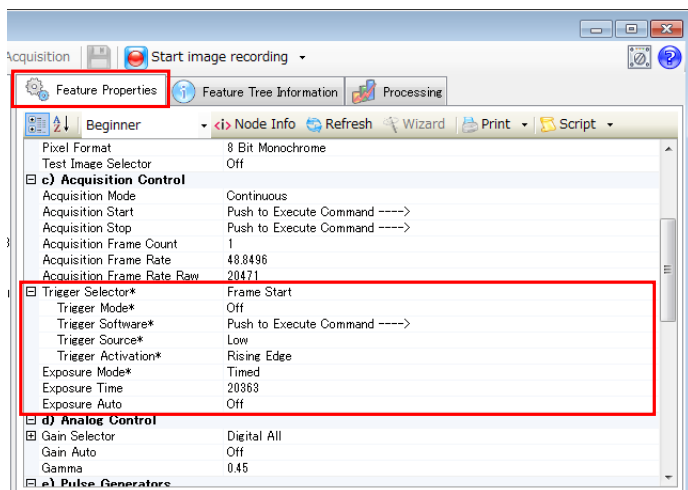 Acquisition Start image recording
Feature Properties Feature Tree Information Processing
Beginner <i> Node Info Refresh Wizard Print Script
Pixel Format 8 Bit Monochrome
Test Image Selector Off
c) Acquisition Control
Acquisition Mode Continuous
Acquisition Start Push to Execute Command ---->
Acquisition Stop Push to Execute Command ---->
Acquisition Frame Count 1
Acquisition Frame Rate 48.8496
Acquisition Frame Rate Raw 20471
Trigger Selector* Frame Start
Trigger Mode* Off
Trigger Software* Push to Execute Command ---->
Trigger Source* Low
Trigger Activation* Rising Edge
Exposure Mode* Timed
Exposure Time 20363
Exposure Auto Off
d) Analog Control
Gain Selector Digital All
Gain Auto Off
Gamma 0.45
e) Pulse Generators